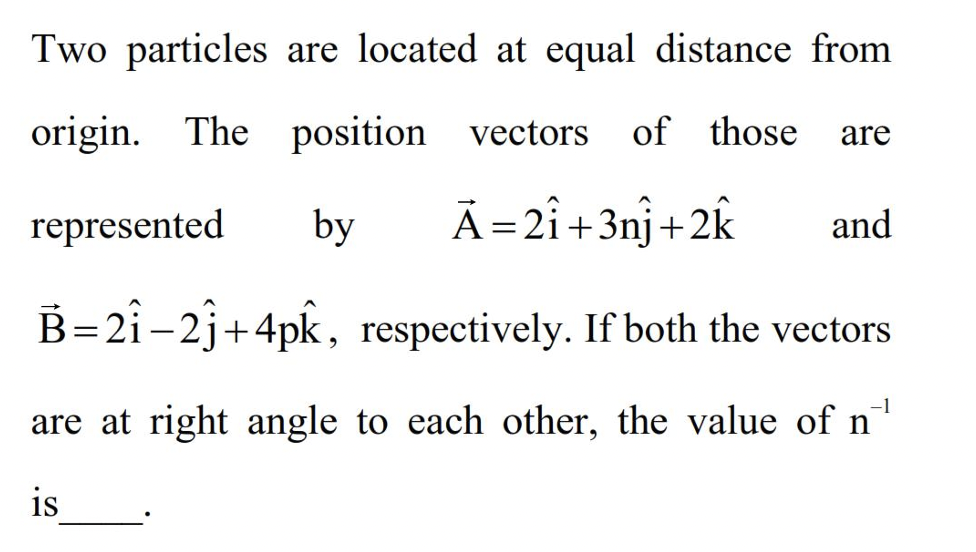 Two particles are located at equal distance from
origin. The position vectors of those are
represented by $\vec{A} = 2\hat{i} + 3n\hat{j} + 2\hat{k}$ and
$\vec{B} = 2\hat{i} - 2\hat{j} + 4p\hat{k}$, respectively. If both the vectors
are at right angle to each other, the value of $n^{-1}$
is____.